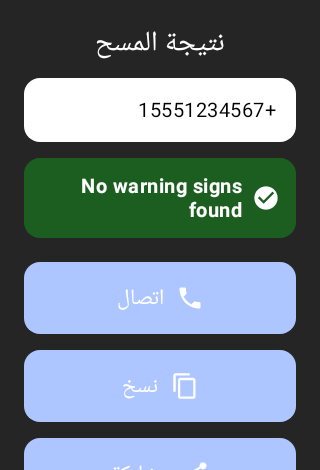 نتيجة المسح
15551234567+
No warning signs
found
اتصال
نسخ